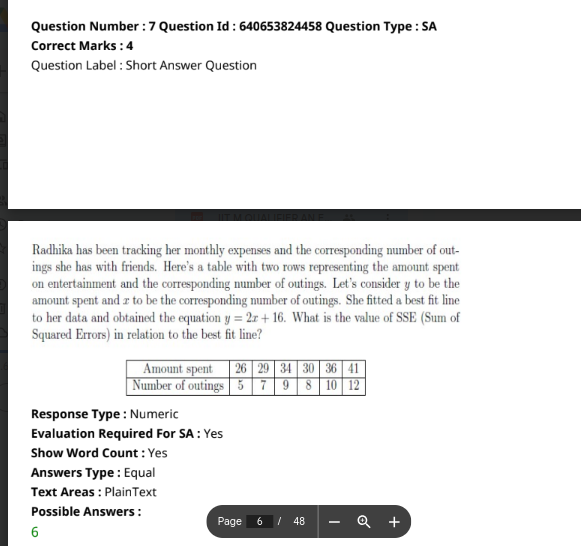 Question Number : 7 Question Id : 640653824458 Question Type : SA
Correct Marks : 4
Question Label : Short Answer Question
Radhika has been tracking her monthly expenses and the corresponding number of out-
ings she has with friends. Here's a table with two rows representing the amount spent
on entertainment and the corresponding number of outings. Let's consider y to be the
amount spent and x to be the corresponding number of outings. She fitted a best fit line
to her data and obtained the equation y = 2x + 16. What is the value of SSE (Sum of
Squared Errors) in relation to the best fit line?
Amount spent 26 29 34 30 36 41
Number of outings 5 7 9 8 10 12
Response Type : Numeric
Evaluation Required For SA : Yes
Show Word Count : Yes
Answers Type : Equal
Text Areas : PlainText
Possible Answers :
6
Page 6 / 48 — +